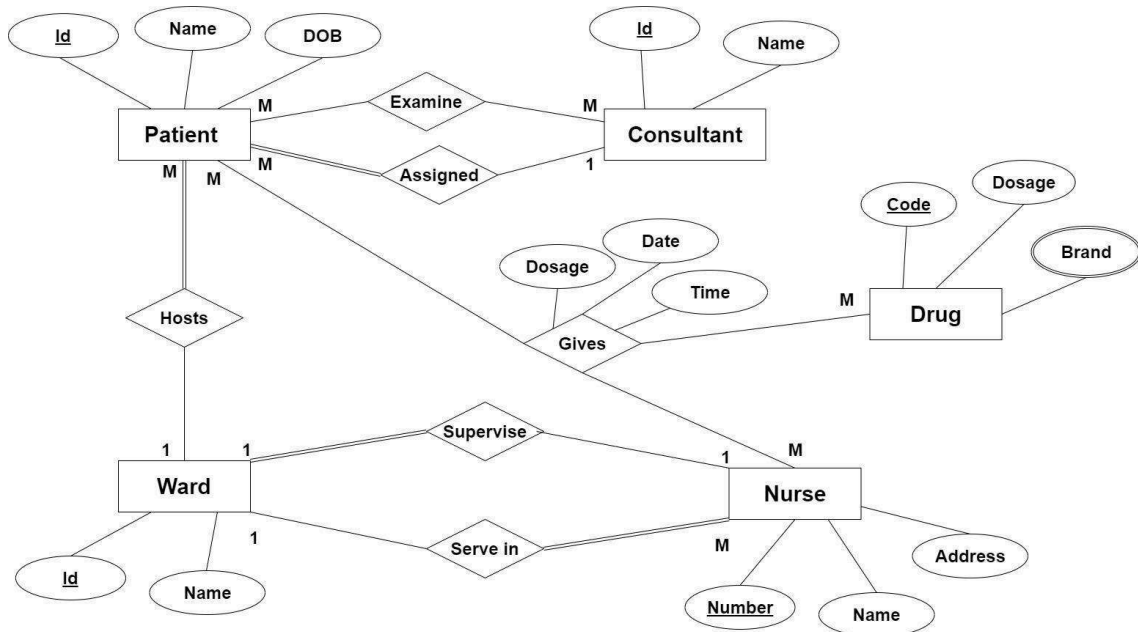 Id
Name
DOB
Id
Name
M
Examine
M
Patient
Consultant
M
M
Assigned
1
M
Code
Dosage
Brand
Dosage
Date
Time
M
Hosts
Gives
Drug
1
1
Supervise
1
M
Ward
Nurse
1
Serve in
M
Id
Name
Number
Name
Address